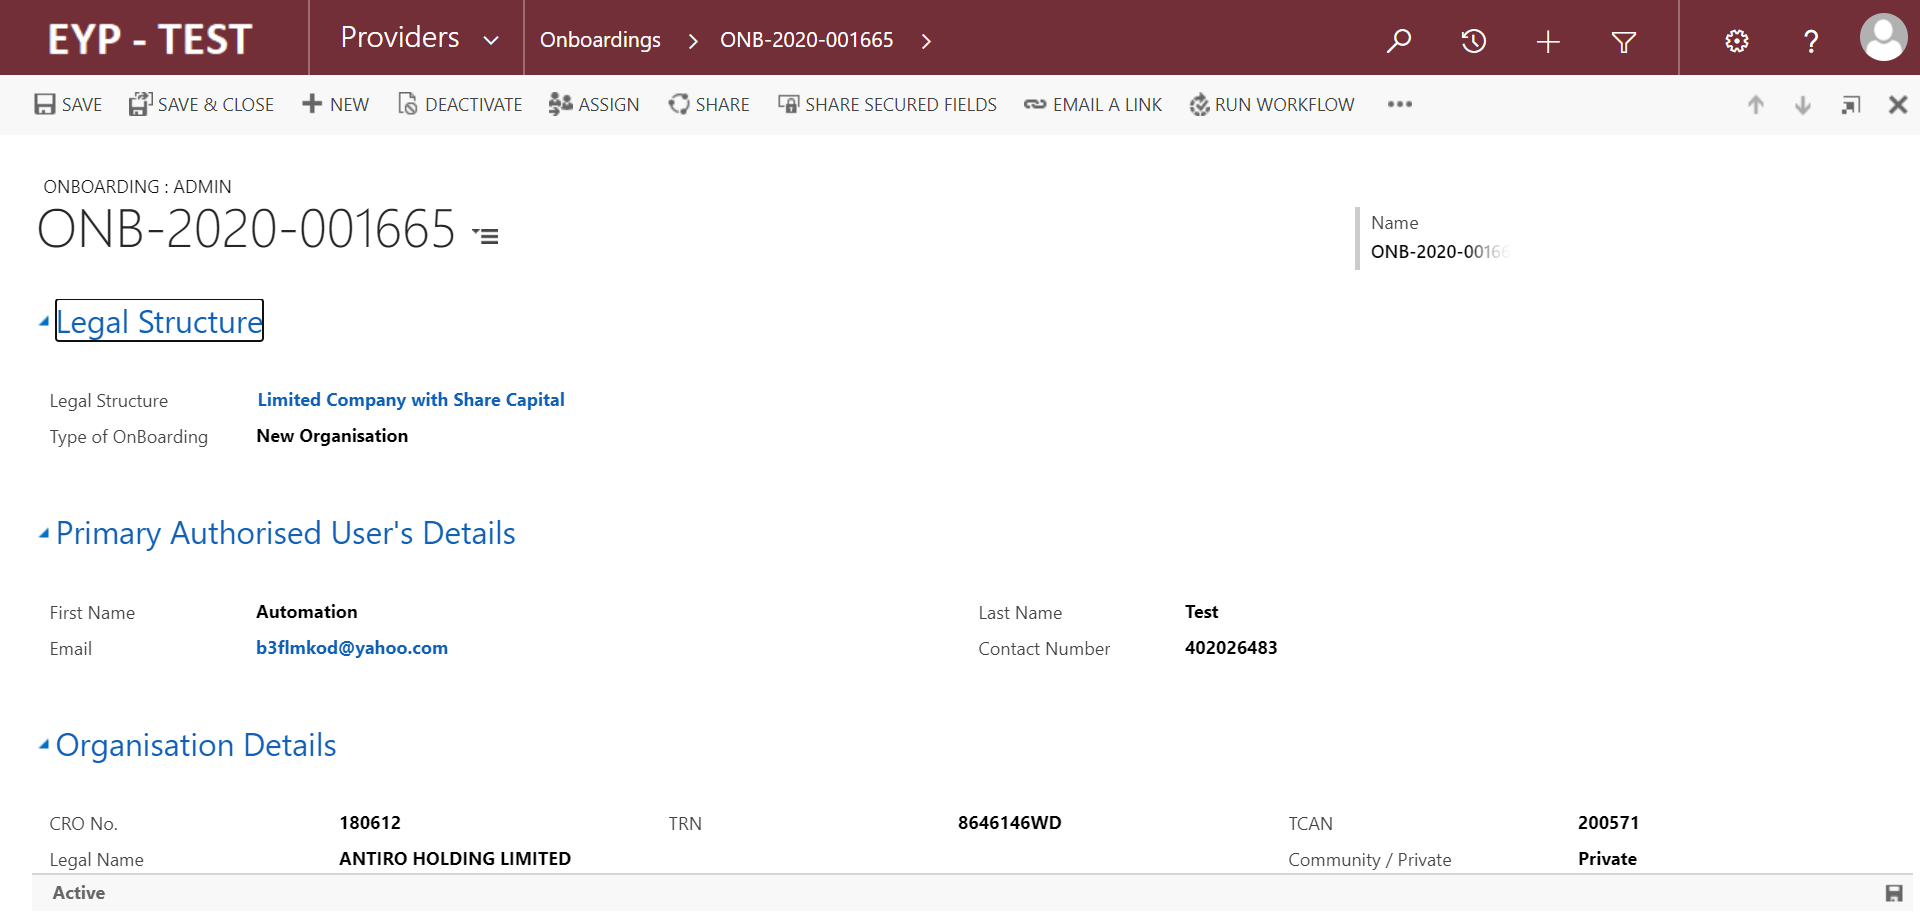 EYP - TEST Providers Onboardings ONB-2020-001665
SAVE SAVE & CLOSE NEW DEACTIVATE ASSIGN SHARE SHARE SECURED FIELDS EMAIL A LINK RUN WORKFLOW
ONBOARDING : ADMIN
ONB-2020-001665
Name
ONB-2020-00166
Legal Structure
Legal Structure Limited Company with Share Capital
Type of OnBoarding New Organisation
Primary Authorised User's Details
First Name Automation Last Name Test
Email b3flmkod@yahoo.com Contact Number 402026483
Organisation Details
CRO No. 180612 TRN 8646146WD TCAN 200571
Legal Name ANTIRO HOLDING LIMITED Community / Private Private
Active